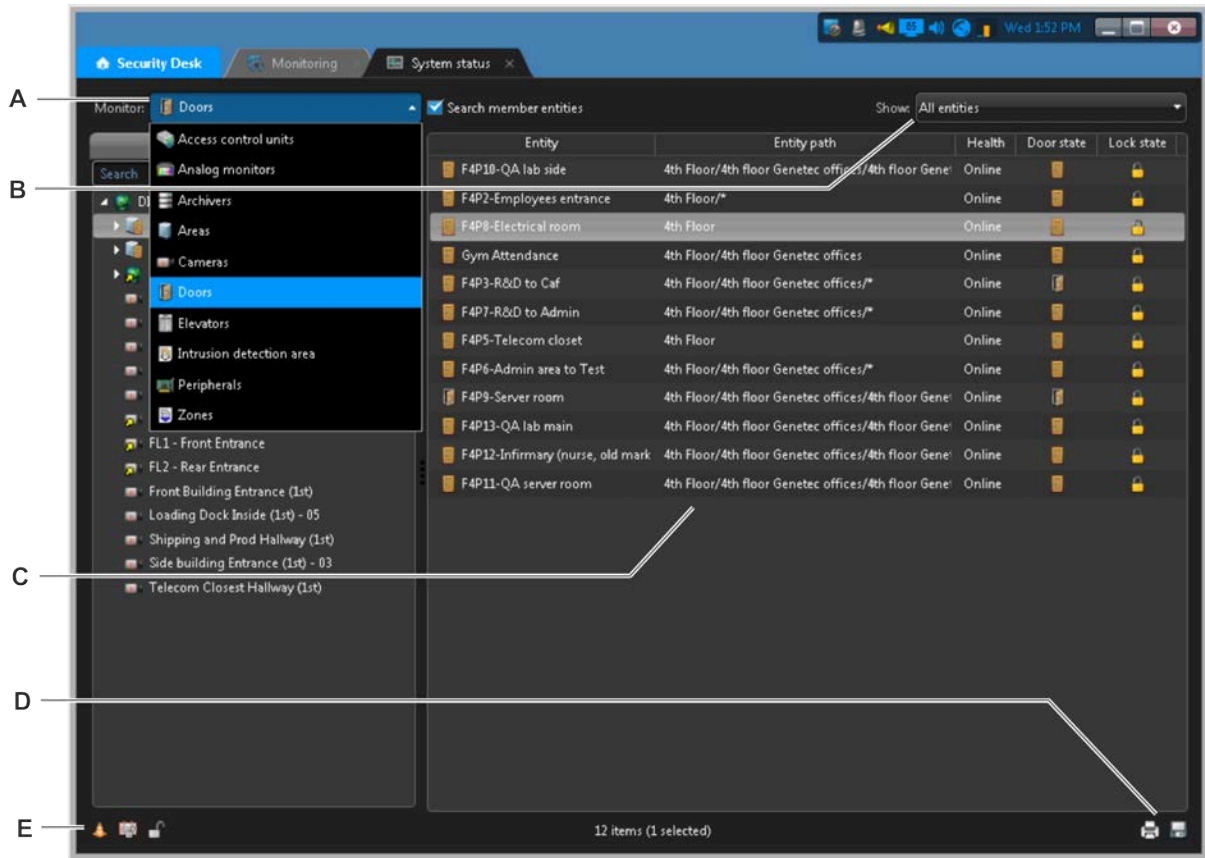 65 Wed 1:52 PM
Security Desk Monitoring System status
A
Monitor: Doors Search member entities Show: All entities
Access control units
Analog monitors
Archivers
Areas
Cameras
Doors
Elevators
Intrusion detection area
Peripherals
Zones
Search
B
FL1 - Front Entrance
FL2 - Rear Entrance
Front Building Entrance (1st)
Loading Dock Inside (1st) - 05
Shipping and Prod Hallway (1st)
Side building Entrance (1st) - 03
Telecom Closest Hallway (1st)
Entity Entity path Health Door state Lock state
F4P10-QA lab side 4th Floor/4th floor Genetec offices/4th floor Genet Online
F4P2-Employees entrance 4th Floor/* Online
F4P8-Electrical room 4th Floor Online
Gym Attendance 4th Floor/4th floor Genetec offices Online
F4P3-R&D to Caf 4th Floor/4th floor Genetec offices/* Online
F4P7-R&D to Admin 4th Floor/4th floor Genetec offices/* Online
F4P5-Telecom closet 4th Floor Online
F4P6-Admin area to Test 4th Floor/4th floor Genetec offices/* Online
F4P9-Server room 4th Floor/4th floor Genetec offices/4th floor Genet Online
F4P13-QA lab main 4th Floor/4th floor Genetec offices/4th floor Genet Online
F4P12-Infirmary (nurse, old mark 4th Floor/4th floor Genetec offices/4th floor Genet Online
F4P11-QA server room 4th Floor/4th floor Genetec offices/4th floor Genet Online
C
D
E
12 items (1 selected)